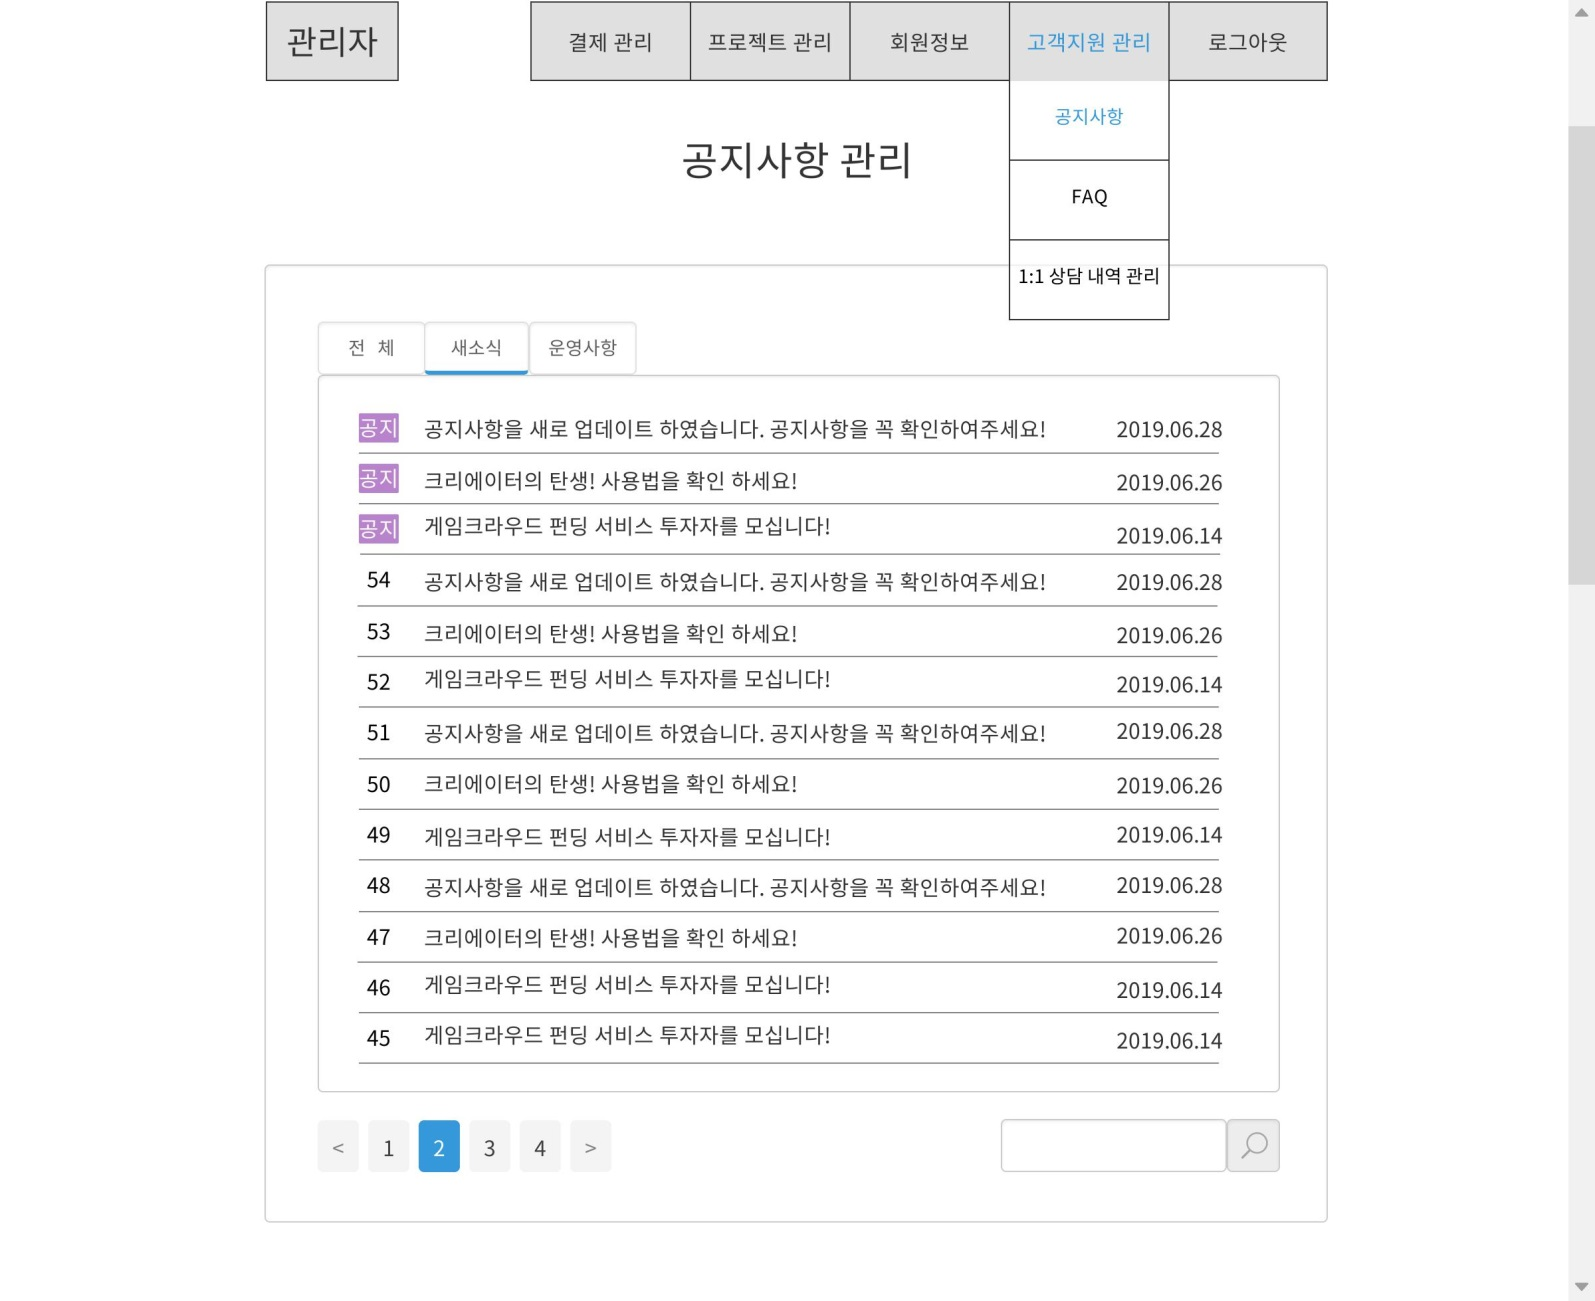 관리자
결제 관리 프로젝트 관리 회원정보 고객지원 관리 로그아웃
공지사항
공지사항 관리
FAQ
1:1 상담 내역 관리
전 체 새소식 운영사항
공지 공지사항을 새로 업데이트 하였습니다. 공지사항을 꼭 확인하여주세요! 2019.06.28
공지 크리에이터의 탄생! 사용법을 확인 하세요! 2019.06.26
공지 게임크라우드 펀딩 서비스 투자자를 모십니다! 2019.06.14
54 공지사항을 새로 업데이트 하였습니다. 공지사항을 꼭 확인하여주세요! 2019.06.28
53 크리에이터의 탄생! 사용법을 확인 하세요! 2019.06.26
52 게임크라우드 펀딩 서비스 투자자를 모십니다! 2019.06.14
51 공지사항을 새로 업데이트 하였습니다. 공지사항을 꼭 확인하여주세요! 2019.06.28
50 크리에이터의 탄생! 사용법을 확인 하세요! 2019.06.26
49 게임크라우드 펀딩 서비스 투자자를 모십니다! 2019.06.14
48 공지사항을 새로 업데이트 하였습니다. 공지사항을 꼭 확인하여주세요! 2019.06.28
47 크리에이터의 탄생! 사용법을 확인 하세요! 2019.06.26
46 게임크라우드 펀딩 서비스 투자자를 모십니다! 2019.06.14
45 게임크라우드 펀딩 서비스 투자자를 모십니다! 2019.06.14
< 1 2 3 4 >